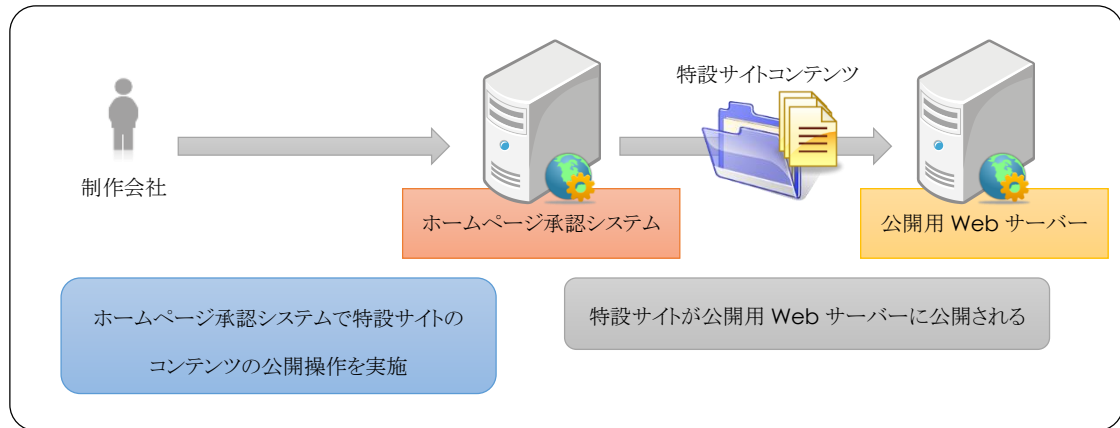 特設サイトコンテンツ
制作会社
ホームページ承認システム
公開用 Web サーバー
ホームページ承認システムで特設サイトの
コンテンツの公開操作を実施
特設サイトが公開用 Web サーバーに公開される